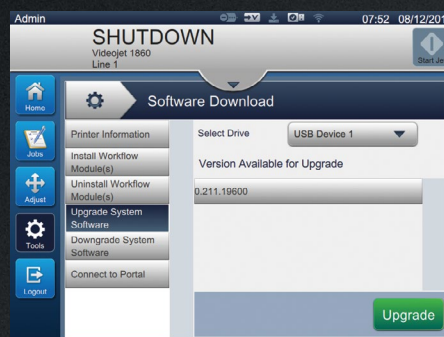 Admin
07:52 08/12/201
SHUTDOWN
Videojet 1860
Line 1
Start Je
Home
Software Download
Printer Information
Select Drive
USB Device 1
Jobs
Install Workflow
Module(s)
Version Available for Upgrade
Uninstall Workflow
Module(s)
0.211.19600
Adjust
Upgrade System
Software
Tools
Downgrade System
Software
Connect to Portal
Logout
Upgrade